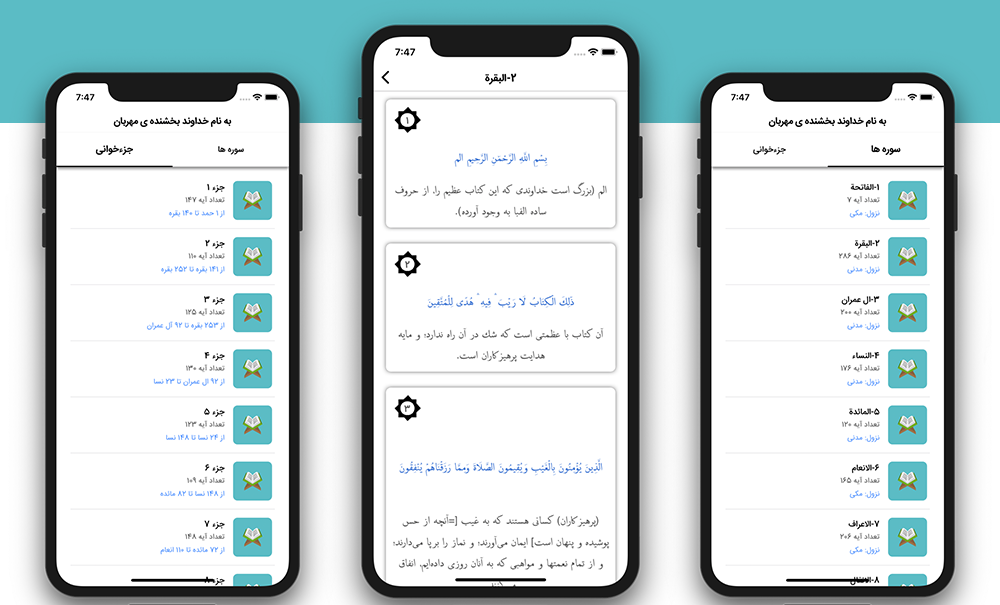 7:47
به نام خداوند بخشنده ی مهربان
سوره ها
جزءخوانی
جزء ۱
تعداد آیه ۱۴۷
از ۱ حمد تا ۱۴۰ بقره
جزء ۲
تعداد آیه ۱۱۰
از ۱۴۱ بقره تا ۲۵۲ بقره
جزء ۳
تعداد آیه ۱۲۵
از ۲۵۳ بقره تا ۹۲ آل عمران
جزء ۴
تعداد آیه ۱۳۰
از ۹۲ ال عمران تا ۲۳ نسا
جزء ۵
تعداد آیه ۱۲۳
از ۲۴ نسا تا ۱۴۸ نسا
جزء ۶
تعداد آیه ۱۰۹
از ۱۴۸ نسا تا ۸۲ مائده
جزء ۷
تعداد آیه ۱۴۸
از ۷۲ مائده تا ۱۱۰ انعام
جزء ۸
7:47
۲-البقرة
۱
بِسْمِ اللَّهِ الرَّحْمَنِ الرَّحِيمِ الم
الم (بزرگ است خداوندی که این کتاب عظیم را، از حروف
ساده الفبا به وجود آورده).
۲
ذَلِكَ الْكِتَابُ لَا رَيْبَ ۛ فِيهِ ۛ هُدًى لِلْمُتَّقِينَ
آن کتاب با عظمتی است که شك در آن راه ندارد؛ و مایه
هدایت پرهیزکاران است.
۳
الَّذِينَ يُؤْمِنُونَ بِالْغَيْبِ وَيُقِيمُونَ الصَّلَاةَ وَمِمَّا رَزَقْنَاهُمْ يُنْفِقُونَ
(پرهیزکاران) کسانی هستند که به غیب [=آنچه از حس
پوشیده و پنهان است] ایمان می‌آورند؛ و نماز را برپا می‌دارند؛
و از تمام نعمتها و مواهبی که به آنان روزی داده‌ایم، انفاق
7:47
به نام خداوند بخشنده ی مهربان
سوره ها
جزءخوانی
۱-الفاتحة
تعداد آیه ۷
نزول: مکی
۲-البقرة
تعداد آیه ۲۸۶
نزول: مدنی
۳-ال عمران
تعداد آیه ۲۰۰
نزول: مدنی
۴-النساء
تعداد آیه ۱۷۶
نزول: مدنی
۵-المائدة
تعداد آیه ۱۲۰
نزول: مدنی
۶-الانعام
تعداد آیه ۱۶۵
نزول: مکی
۷-الاعراف
تعداد آیه ۲۰۶
نزول: مکی
۸-الانفال